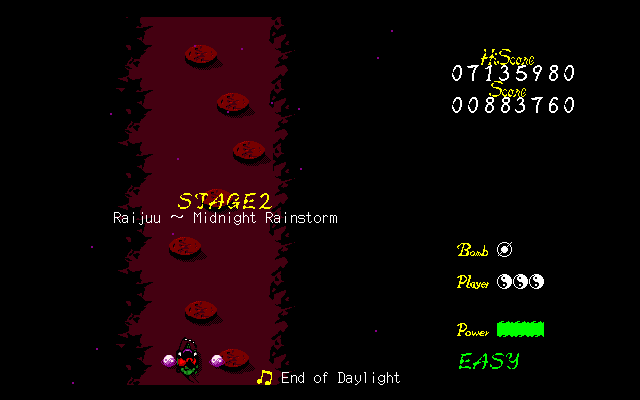 HiScore
07135980
Score
00883760
STAGE2
Raijuu ～ Midnight Rainstorm
Bomb
Player
Power
EASY
End of Daylight